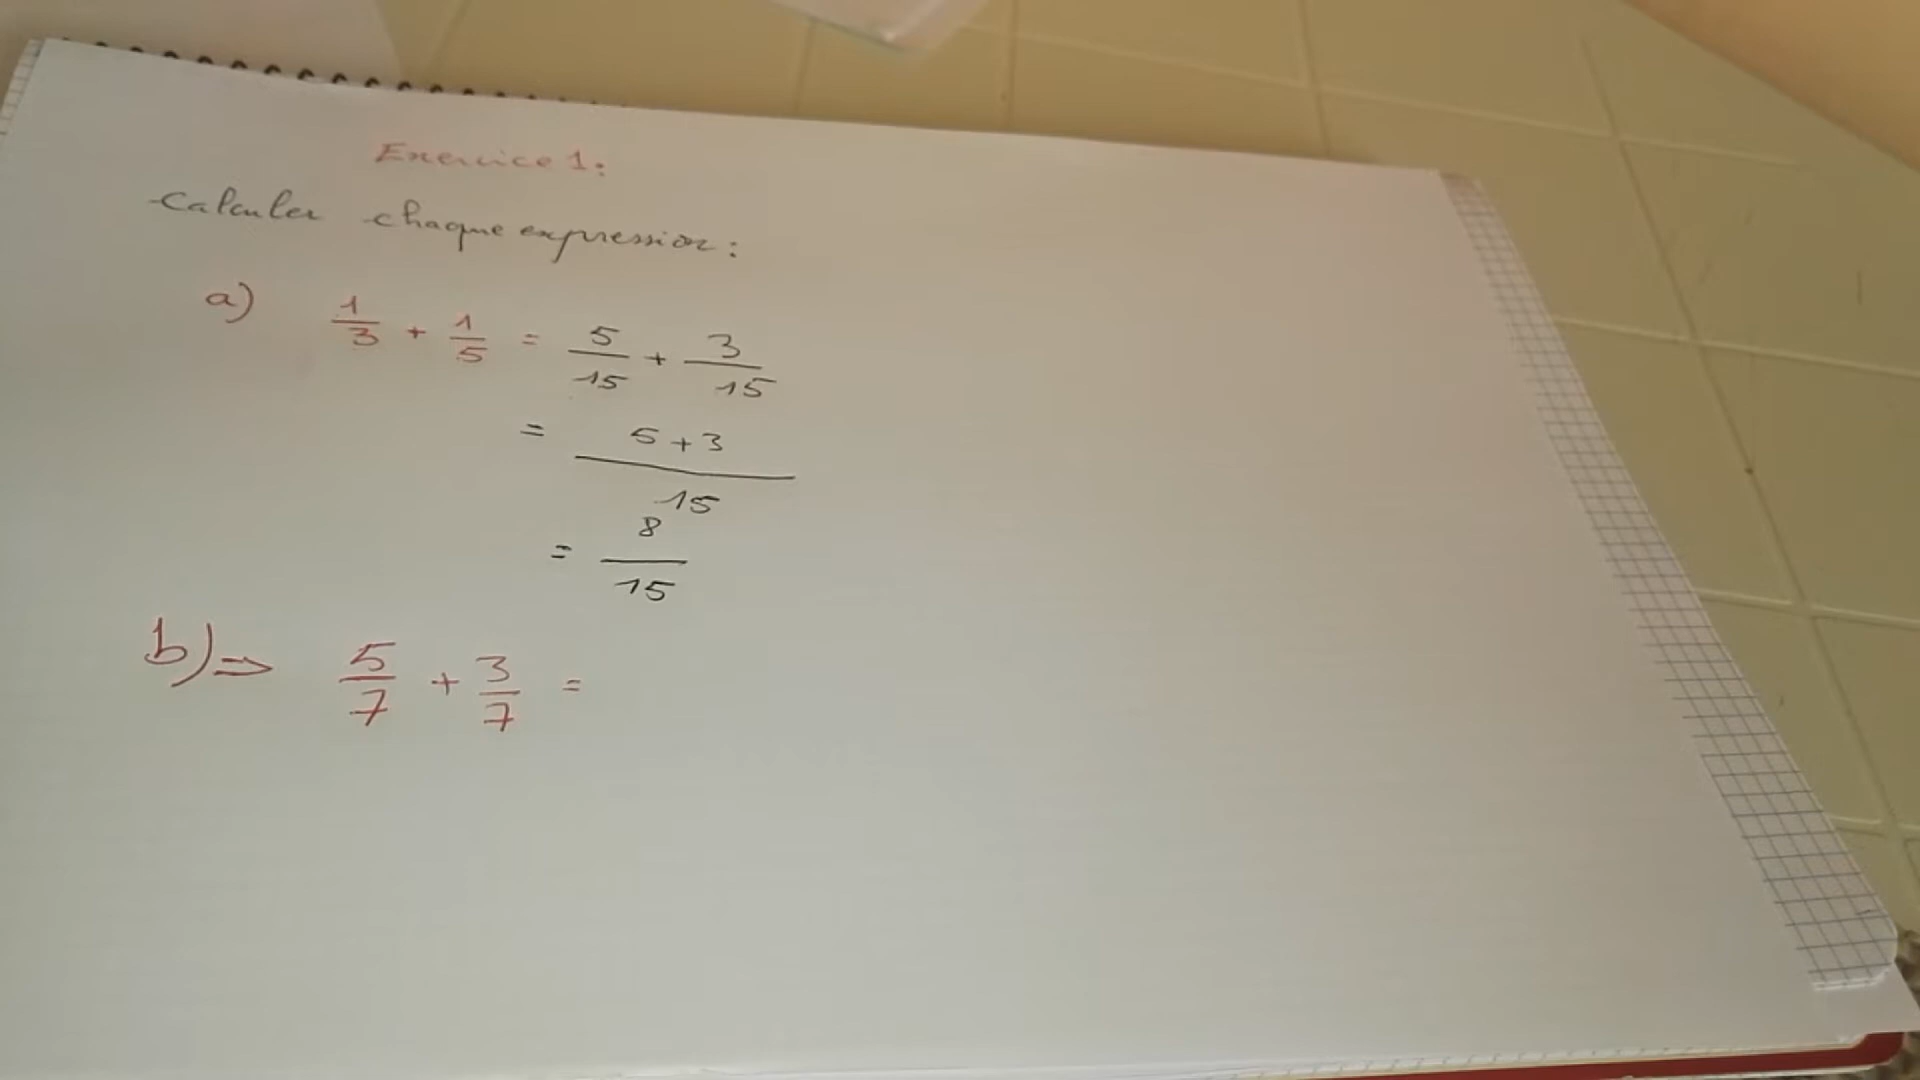 Exercice 1:
Calculer chaque expression:
a) 1/3 + 1/5 = 5/15 + 3/15
= 5+3/15
= 8/15
b) ⇒ 5/7 + 3/7 =